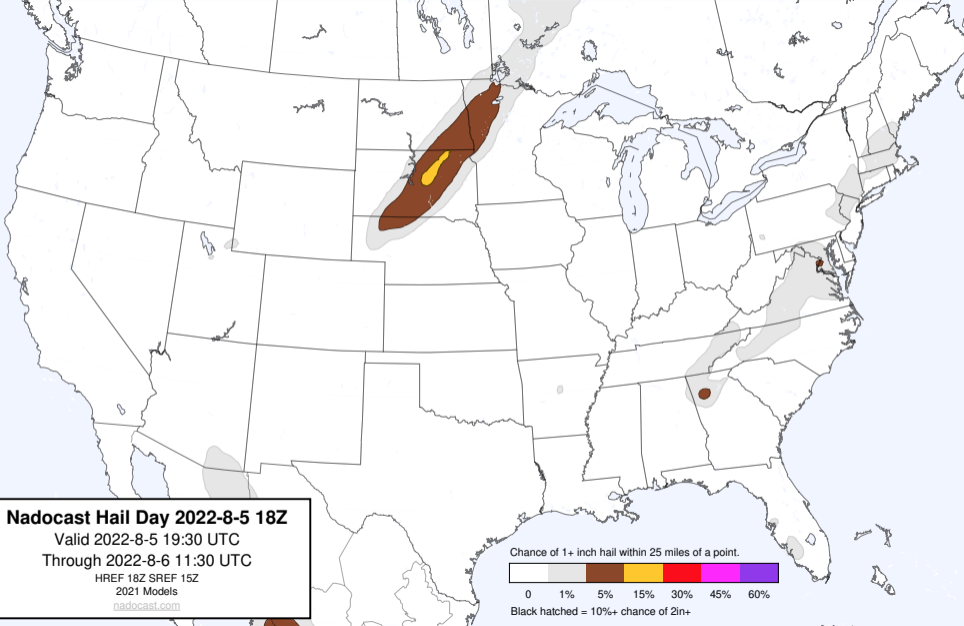 Nadocast Hail Day 2022-8-5 18Z
Valid 2022-8-5 19:30 UTC
Through 2022-8-6 11:30 UTC
HREF 18Z SREF 15Z
2021 Models
nadocast.com
Chance of 1+ inch hail within 25 miles of a point.
0 1% 5% 15% 30% 45% 60%
Black hatched = 10%+ chance of 2in+